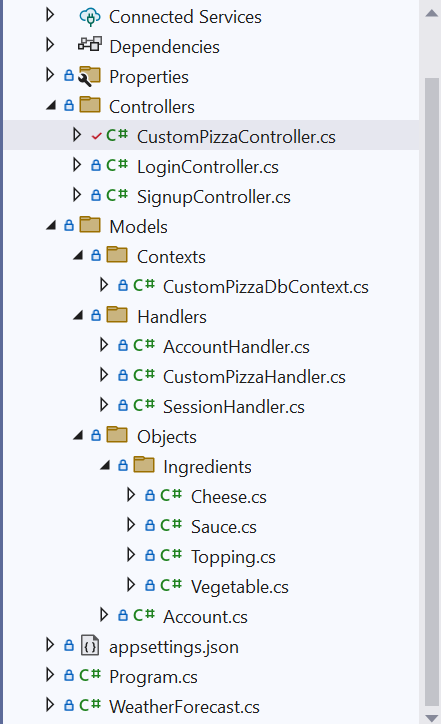 Connected Services
Dependencies
Properties
Controllers
C# CustomPizzaController.cs
C# LoginController.cs
C# SignupController.cs
Models
Contexts
C# CustomPizzaDbContext.cs
Handlers
C# AccountHandler.cs
C# CustomPizzaHandler.cs
C# SessionHandler.cs
Objects
Ingredients
C# Cheese.cs
C# Sauce.cs
C# Topping.cs
C# Vegetable.cs
C# Account.cs
appsettings.json
C# Program.cs
C# WeatherForecast.cs